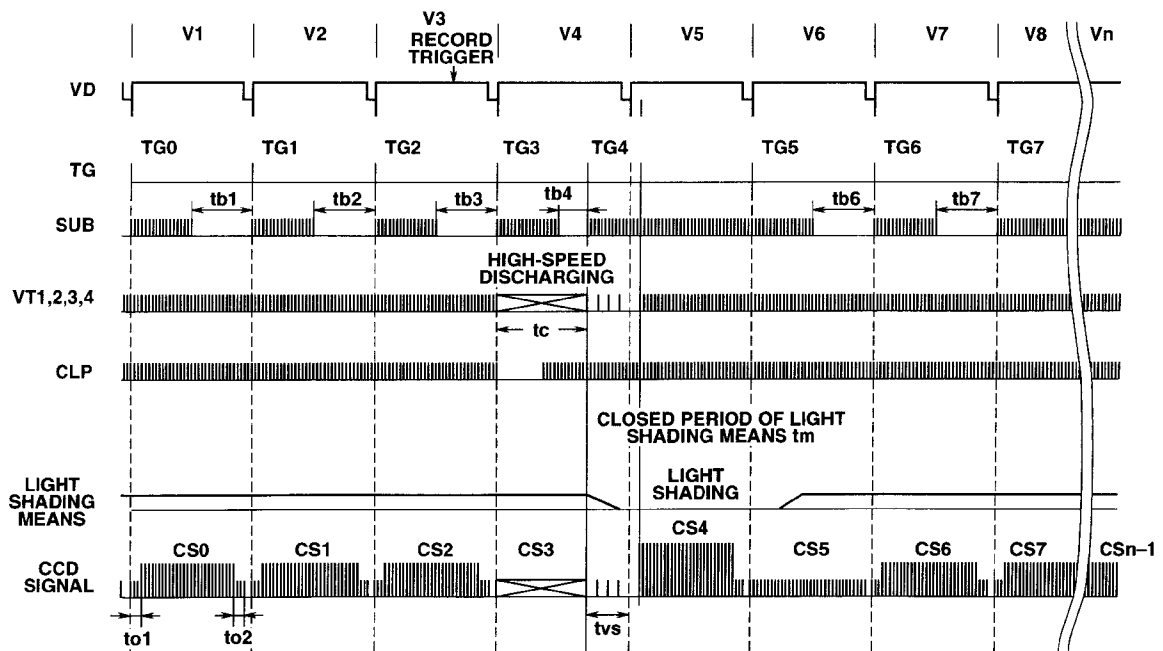 V1 V2 V3 V4 V5 V6 V7 V8 Vn
RECORD
TRIGGER
VD
TG0 TG1 TG2 TG3 TG4 TG5 TG6 TG7
TG
tb1 tb2 tb3 tb4 tb6 tb7
SUB
HIGH-SPEED
DISCHARGING
VT1,2,3,4
tc
CLP
CLOSED PERIOD OF LIGHT
SHADING MEANS tm
LIGHT
SHADING
MEANS
LIGHT
SHADING
CS0 CS1 CS2 CS3 CS4 CS5 CS6 CS7 CSn-1
CCD
SIGNAL
to1 to2 tvs